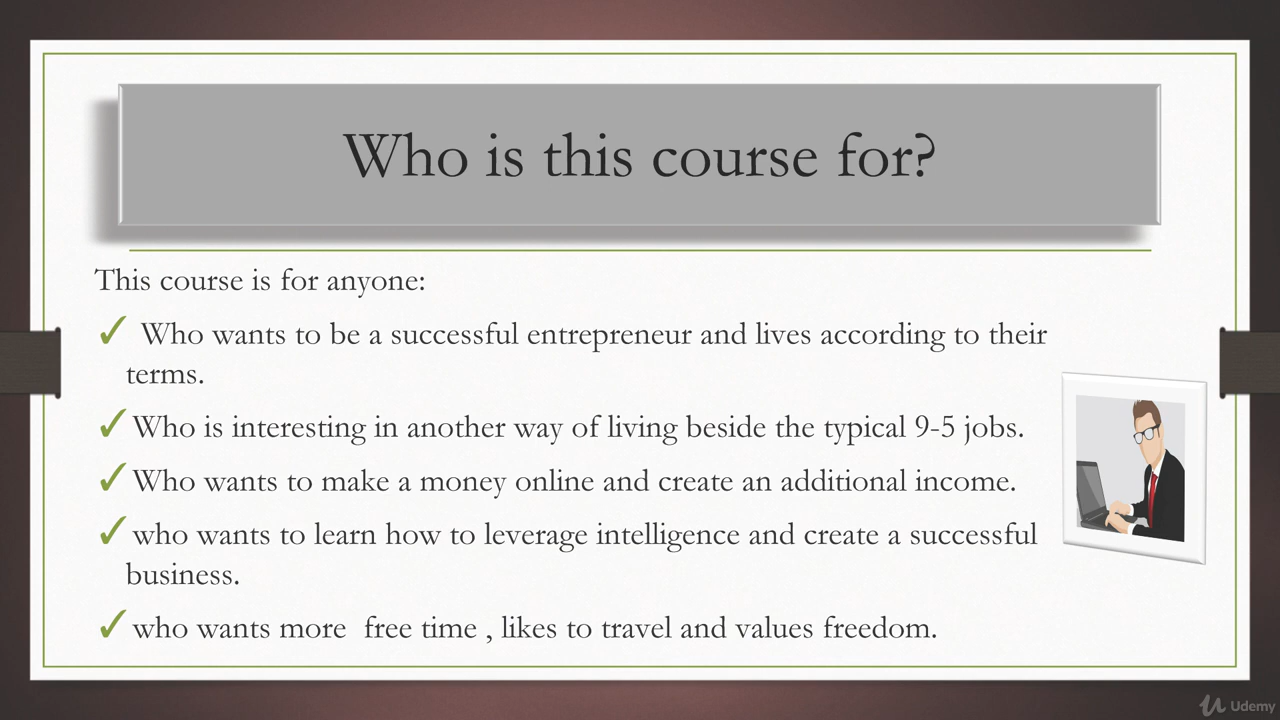 Who is this course for?
This course is for anyone:
✓ Who wants to be a successful entrepreneur and lives according to their
terms.
✓Who is interesting in another way of living beside the typical 9-5 jobs.
✓Who wants to make a money online and create an additional income.
✓who wants to learn how to leverage intelligence and create a successful
business.
✓who wants more  free time , likes to travel and values freedom.
Udemy